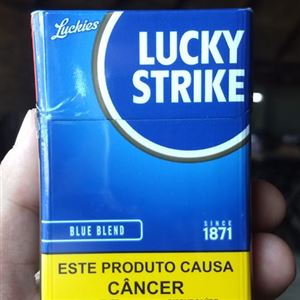 Luckies
LUCKY
STRIKE
BLUE BLEND
SINCE
1871
ESTE PRODUTO CAUSA
CÂNCER